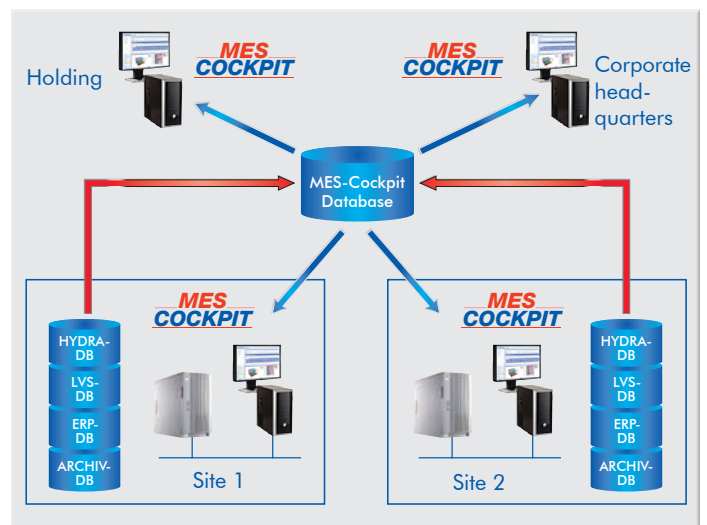 Holding
MES
COCKPIT
MES
COCKPIT
Corporate
head-
quarters
MES-Cockpit
Database
MES
COCKPIT
HYDRA-
DB
LVS-
DB
ERP-
DB
ARCHIV-
DB
Site 1
MES
COCKPIT
HYDRA-
DB
LVS-
DB
ERP-
DB
ARCHIV-
DB
Site 2